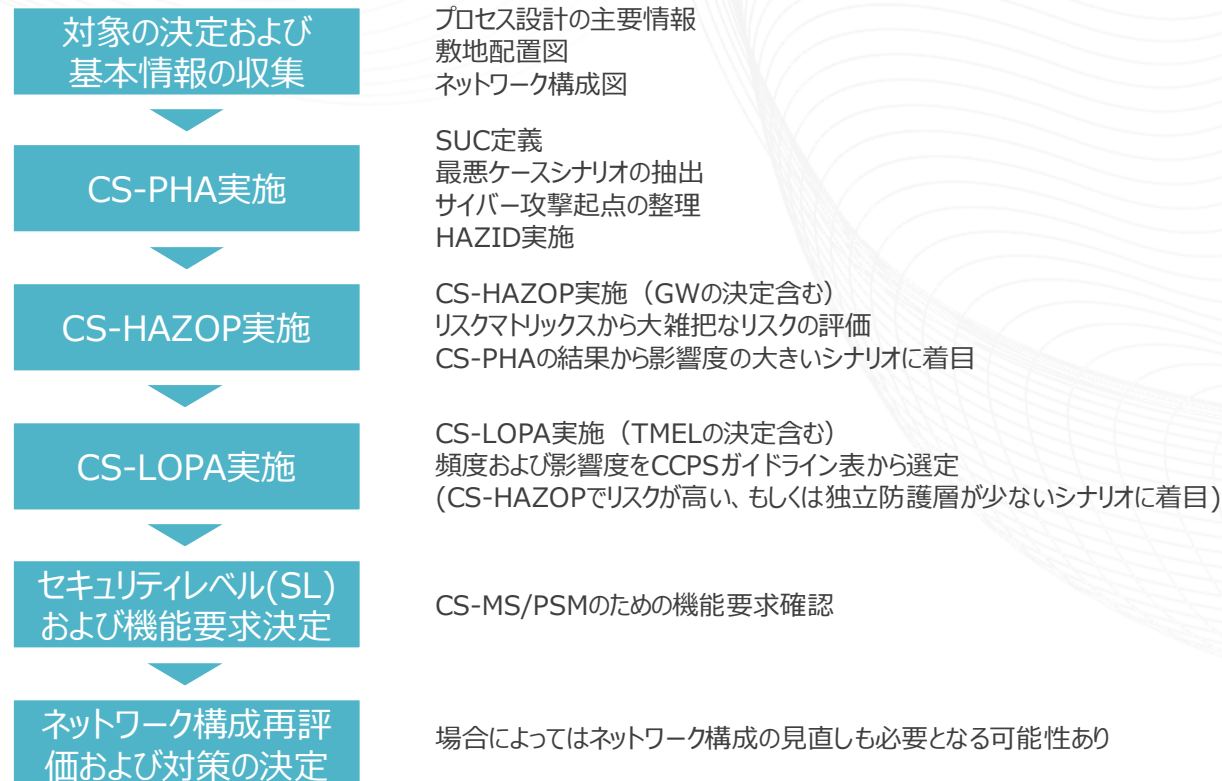 対象の決定および
基本情報の収集
プロセス設計の主要情報
敷地配置図
ネットワーク構成図
CS-PHA実施
SUC定義
最悪ケースシナリオの抽出
サイバー攻撃起点の整理
HAZID実施
CS-HAZOP実施
CS-HAZOP実施（GWの決定含む）
リスクマトリックスから大雑把なリスクの評価
CS-PHAの結果から影響度の大きいシナリオに着目
CS-LOPA実施
CS-LOPA実施（TMELの決定含む）
頻度および影響度をCCPSガイドライン表から選定
(CS-HAZOPでリスクが高い、もしくは独立防護層が少ないシナリオに着目)
セキュリティレベル(SL)
および機能要求決定
CS-MS/PSMのための機能要求確認
ネットワーク構成再評
価および対策の決定
場合によってはネットワーク構成の見直しも必要となる可能性あり